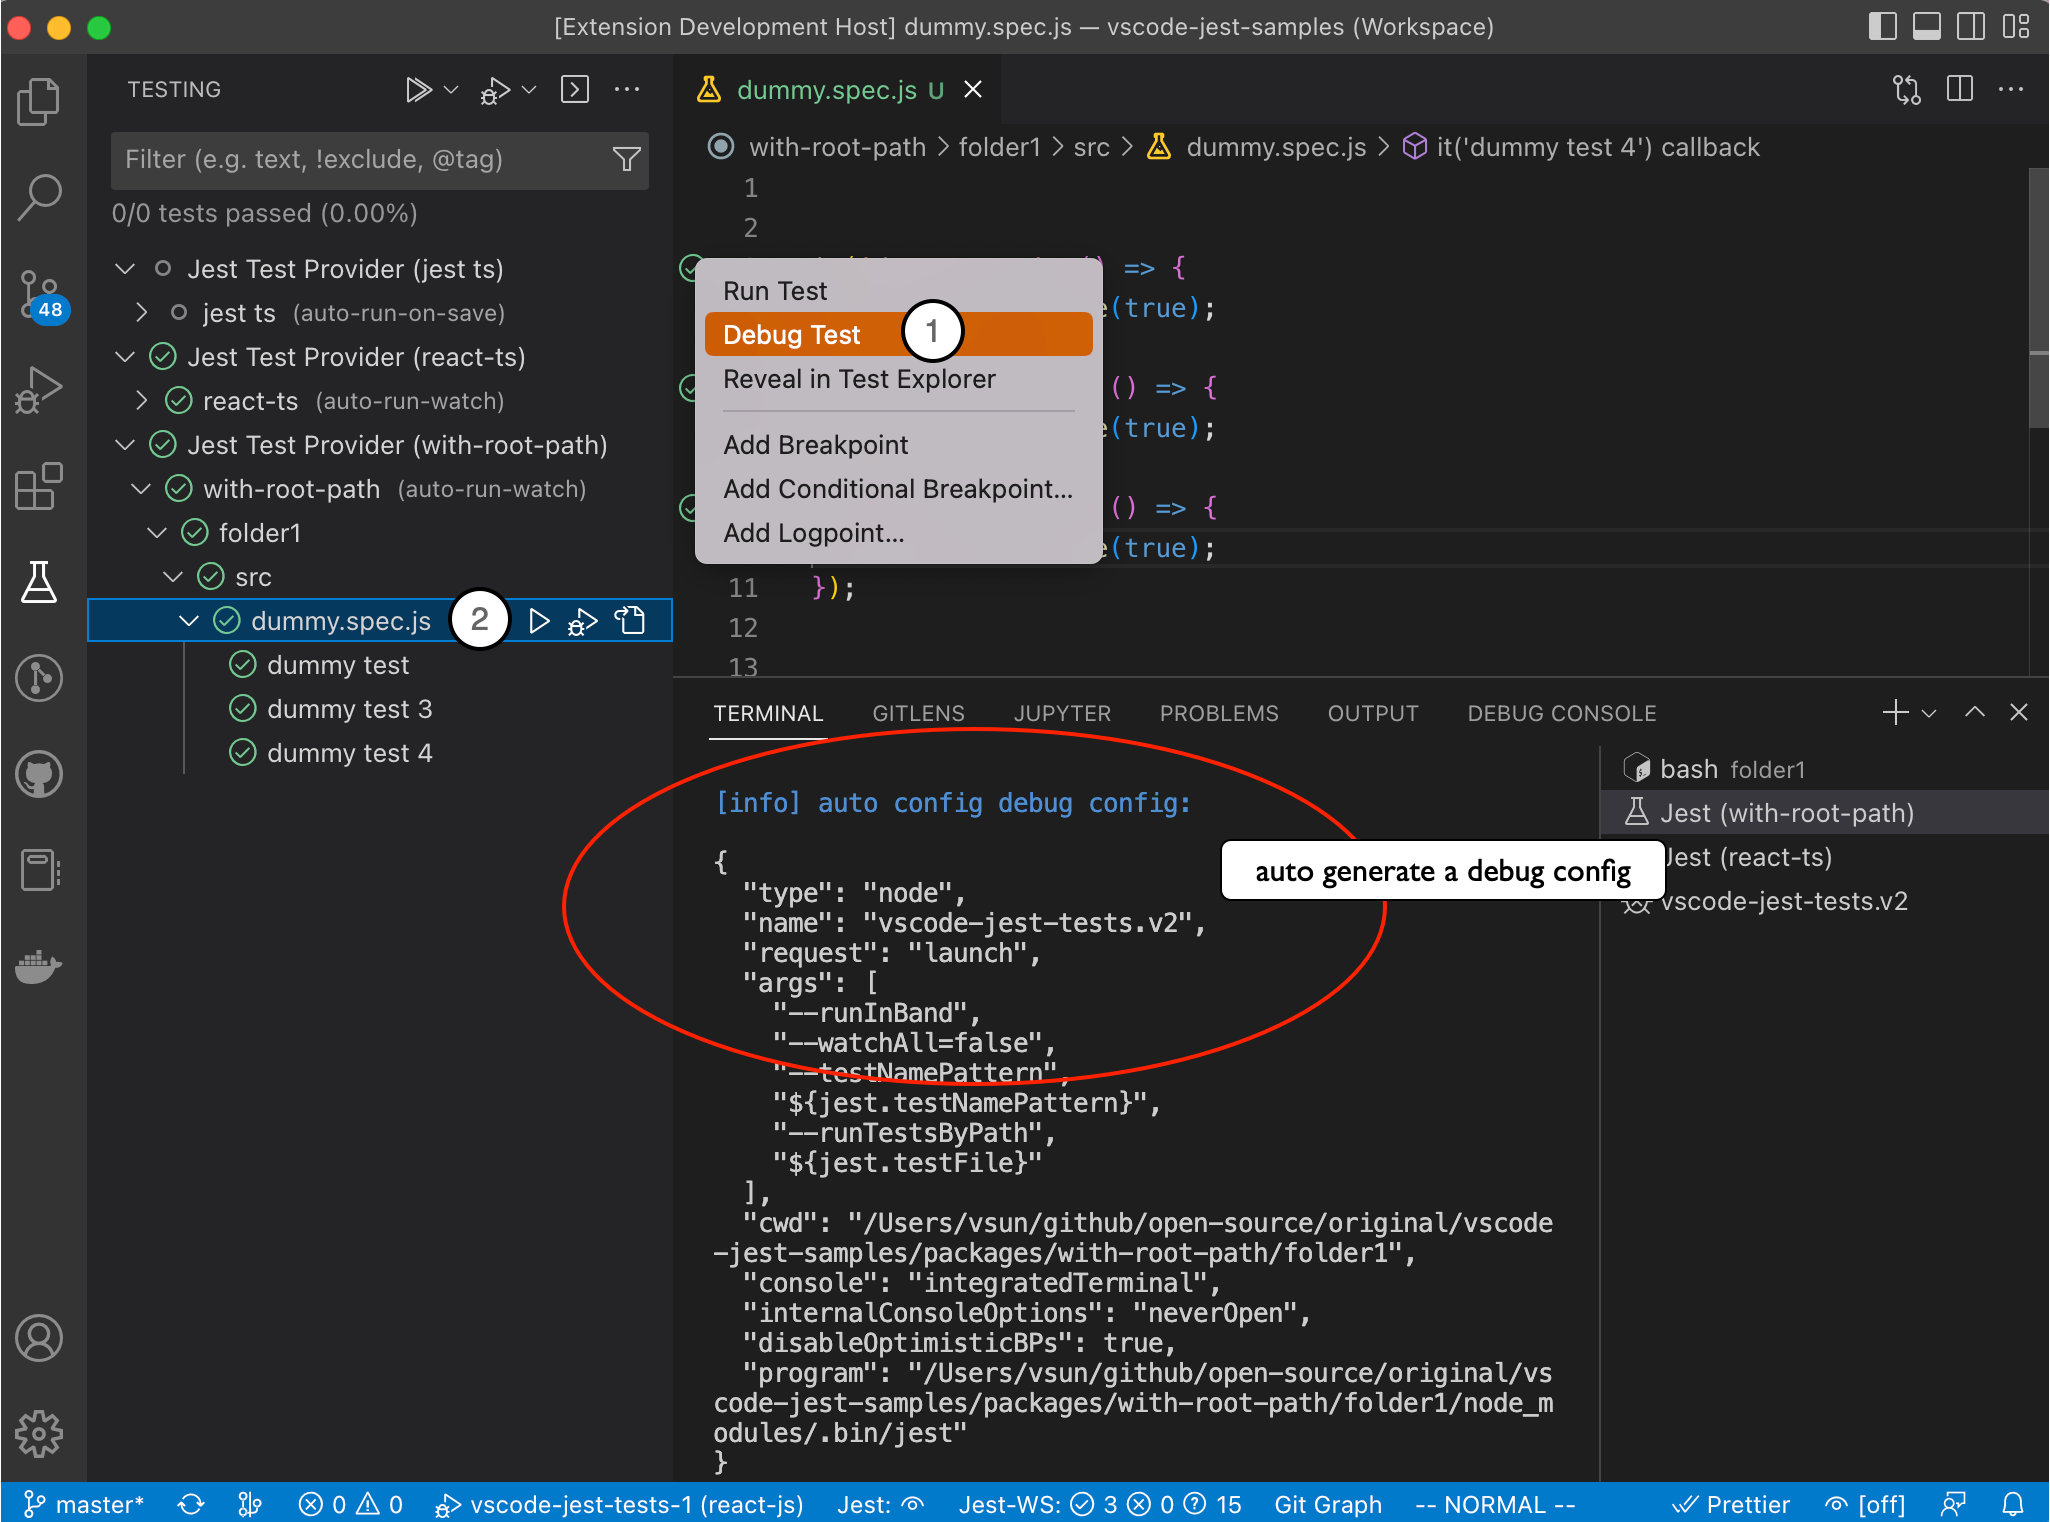 [Extension Development Host] dummy.spec.js — vscode-jest-samples (Workspace)
TESTING
Filter (e.g. text, !exclude, @tag)
0/0 tests passed (0.00%)
Jest Test Provider (jest ts)
jest ts (auto-run-on-save)
Jest Test Provider (react-ts)
react-ts (auto-run-watch)
Jest Test Provider (with-root-path)
with-root-path (auto-run-watch)
folder1
src
dummy.spec.js
2
dummy test
dummy test 3
dummy test 4
48
dummy.spec.js U
with-root-path > folder1 > src > dummy.spec.js > it('dummy test 4') callback
1
2
) => {
(true);
() => {
(true);
() => {
(true);
11 });
12
13
Run Test
Debug Test 1
Reveal in Test Explorer
Add Breakpoint
Add Conditional Breakpoint...
Add Logpoint...
TERMINAL GITLENS JUPYTER PROBLEMS OUTPUT DEBUG CONSOLE
[info] auto config debug config:
{
"type": "node",
"name": "vscode-jest-tests.v2",
"request": "launch",
"args": [
"--runInBand",
"--watchAll=false",
"--testNamePattern",
"${jest.testNamePattern}",
"--runTestsByPath",
"${jest.testFile}"
],
"cwd": "/Users/vsun/github/open-source/original/vscode
-jest-samples/packages/with-root-path/folder1",
"console": "integratedTerminal",
"internalConsoleOptions": "neverOpen",
"disableOptimisticBPs": true,
"program": "/Users/vsun/github/open-source/original/vs
code-jest-samples/packages/with-root-path/folder1/node_m
odules/.bin/jest"
}
auto generate a debug config
bash folder1
Jest (with-root-path)
Jest (react-ts)
vscode-jest-tests.v2
master* 0 0 vscode-jest-tests-1 (react-js) Jest: Jest-WS: 3 0 15 Git Graph -- NORMAL -- Prettier [off]